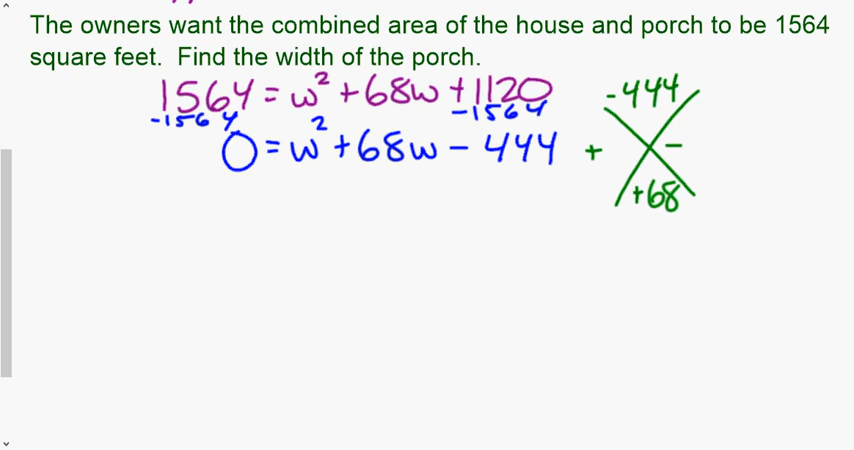 The owners want the combined area of the house and porch to be 1564
square feet. Find the width of the porch.
1564 = w² + 68w + 1120
-1564 -1564
0 = w² + 68w - 444
-444
+ -
+68